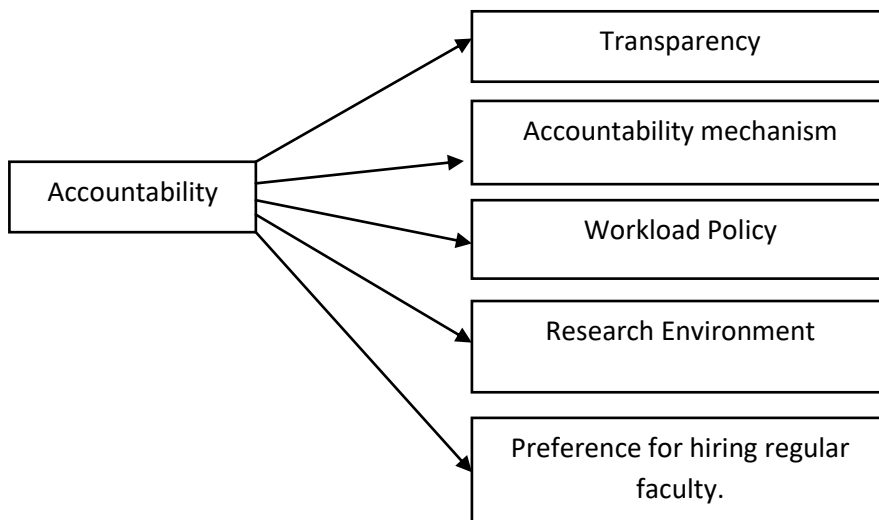 Transparency
Accountability mechanism
Accountability
Workload Policy
Research Environment
Preference for hiring regular
faculty.